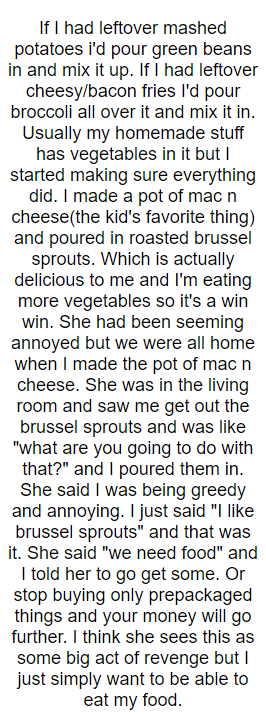 If I had leftover mashed
potatoes i'd pour green beans
in and mix it up. If I had leftover
cheesy/bacon fries I'd pour
broccoli all over it and mix it in.
Usually my homemade stuff
has vegetables in it but I
started making sure everything
did. I made a pot of mac n
cheese(the kid's favorite thing)
and poured in roasted brussel
sprouts. Which is actually
delicious to me and I'm eating
more vegetables so it's a win
win. She had been seeming
annoyed but we were all home
when I made the pot of mac n
cheese. She was in the living
room and saw me get out the
brussel sprouts and was like
"what are you going to do with
that?" and I poured them in.
She said I was being greedy
and annoying. I just said "I like
brussel sprouts" and that was
it. She said "we need food" and
I told her to go get some. Or
stop buying only prepackaged
things and your money will go
further. I think she sees this as
some big act of revenge but I
just simply want to be able to
eat my food.